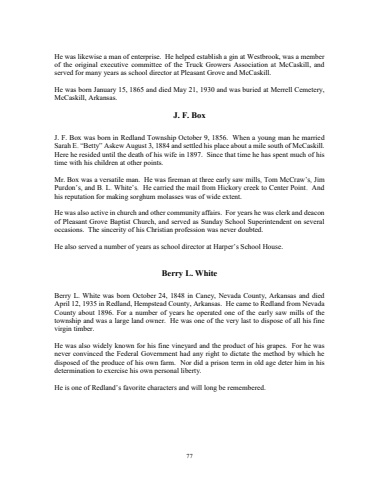 He was likewise a man of enterprise. He helped establish a gin at Westbrook, was a member
of the original executive committee of the Truck Growers Association at McCaskill, and
served for many years as school director at Pleasant Grove and McCaskill.
He was born January 15, 1865 and died May 21, 1930 and was buried at Merrell Cemetery,
McCaskill, Arkansas.
J. F. Box
J. F. Box was born in Redland Township October 9, 1856. When a young man he married
Sarah E. “Betty” Askew August 3, 1884 and settled his place about a mile south of McCaskill.
Here he resided until the death of his wife in 1897. Since that time he has spent much of his
time with his children at other points.
Mr. Box was a versatile man. He was fireman at three early saw mills, Tom McCraw’s, Jim
Purdon’s, and B. L. White’s. He carried the mail from Hickory creek to Center Point. And
his reputation for making sorghum molasses was of wide extent.
He was also active in church and other community affairs. For years he was clerk and deacon
of Pleasant Grove Baptist Church, and served as Sunday School Superintendent on several
occasions. The sincerity of his Christian profession was never doubted.
He also served a number of years as school director at Harper’s School House.
Berry L. White
Berry L. White was born October 24, 1848 in Caney, Nevada County, Arkansas and died
April 12, 1935 in Redland, Hempstead County, Arkansas. He came to Redland from Nevada
County about 1896. For a number of years he operated one of the early saw mills of the
township and was a large land owner. He was one of the very last to dispose of all his fine
virgin timber.
He was also widely known for his fine vineyard and the product of his grapes. For he was
never convinced the Federal Government had any right to dictate the method by which he
disposed of the produce of his own farm. Nor did a prison term in old age deter him in his
determination to exercise his own personal liberty.
He is one of Redland’s favorite characters and will long be remembered.
77